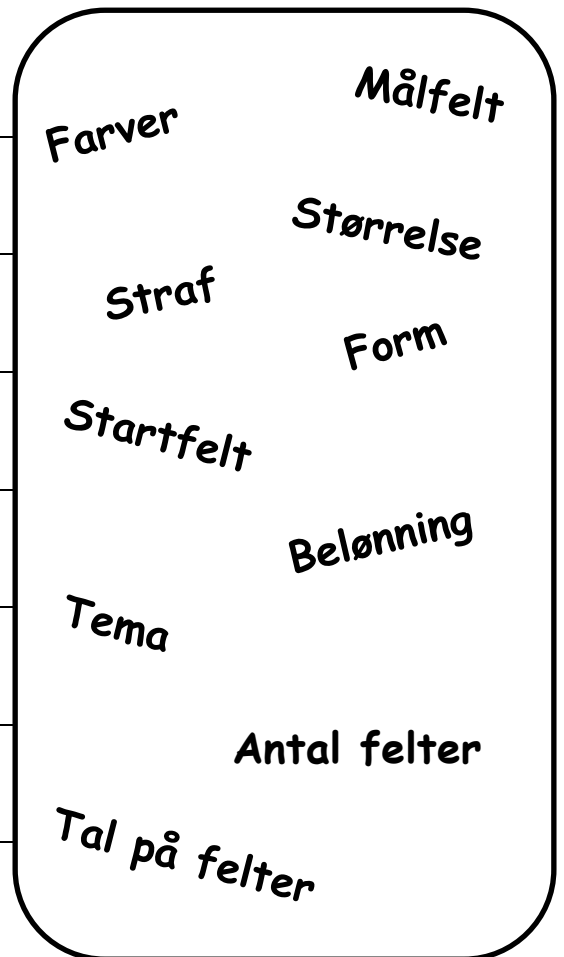 Målfelt
Farver
Størrelse
Straf
Form
Startfelt
Belønning
Tema
Antal felter
Tal på felter